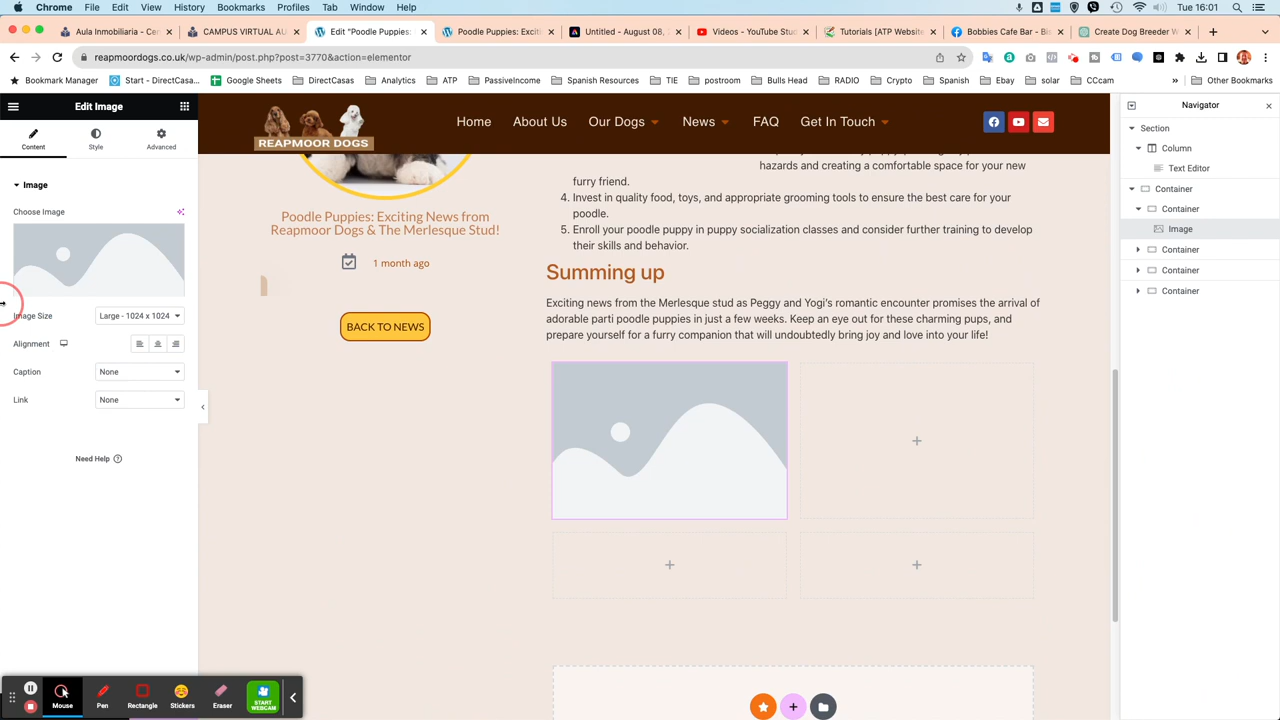 Chrome File Edit View History Bookmarks Profiles Tab Window Help
Tue 16:01
Aula Inmobiliaria - Cen
CAMPUS VIRTUAL AU
Edit "Poodle Puppies:
Poodle Puppies: Exciti
Untitled - August 08,
Videos - YouTube Stu
Tutorials [ATP Website
Bobbies Cafe Bar - Bl
Create Dog Breeder W
reapmoordogs.co.uk/wp-admin/post.php?post=3770&action=elementor
Bookmark Manager Start - DirectCasa... Google Sheets DirectCasas Analytics ATP PassiveIncome Spanish Resources TIE postroom Bulls Head RADIO Crypto Spanish Ebay solar CCcam » Other Bookmarks
Edit Image
Content Style Advanced
Image
Choose Image
Image Size Large - 1024 x 1024
Alignment
Caption None
Link None
Need Help
REAPMOOR DOGS
Home About Us Our Dogs News FAQ Get In Touch
Poodle Puppies: Exciting News from
Reapmoor Dogs & The Merlesque Stud!
1 month ago
BACK TO NEWS
hazards and creating a comfortable space for your new
furry friend.
4. Invest in quality food, toys, and appropriate grooming tools to ensure the best care for your
poodle.
5. Enroll your poodle puppy in puppy socialization classes and consider further training to develop
their skills and behavior.
Summing up
Exciting news from the Merlesque stud as Peggy and Yogi's romantic encounter promises the arrival of
adorable parti poodle puppies in just a few weeks. Keep an eye out for these charming pups, and
prepare yourself for a furry companion that will undoubtedly bring joy and love into your life!
Navigator
Section
Column
Text Editor
Container
Container
Image
Container
Container
Container
Mouse Pen Rectangle Stickers Eraser START
WEBCAM